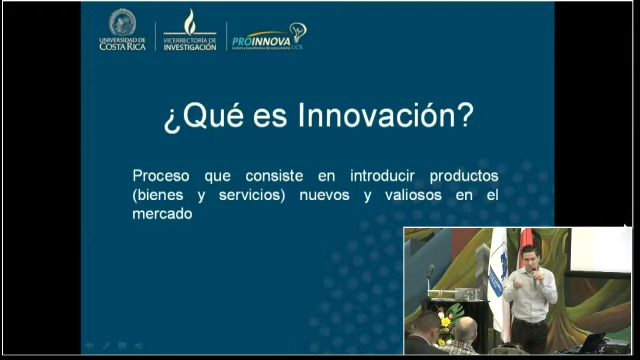 UNIVERSIDAD DE
COSTA RICA
VICERRECTORÍA DE
INVESTIGACIÓN
PROINNOVA
UCR
¿Qué es Innovación?
Proceso que consiste en introducir productos
(bienes y servicios) nuevos y valiosos en el
mercado